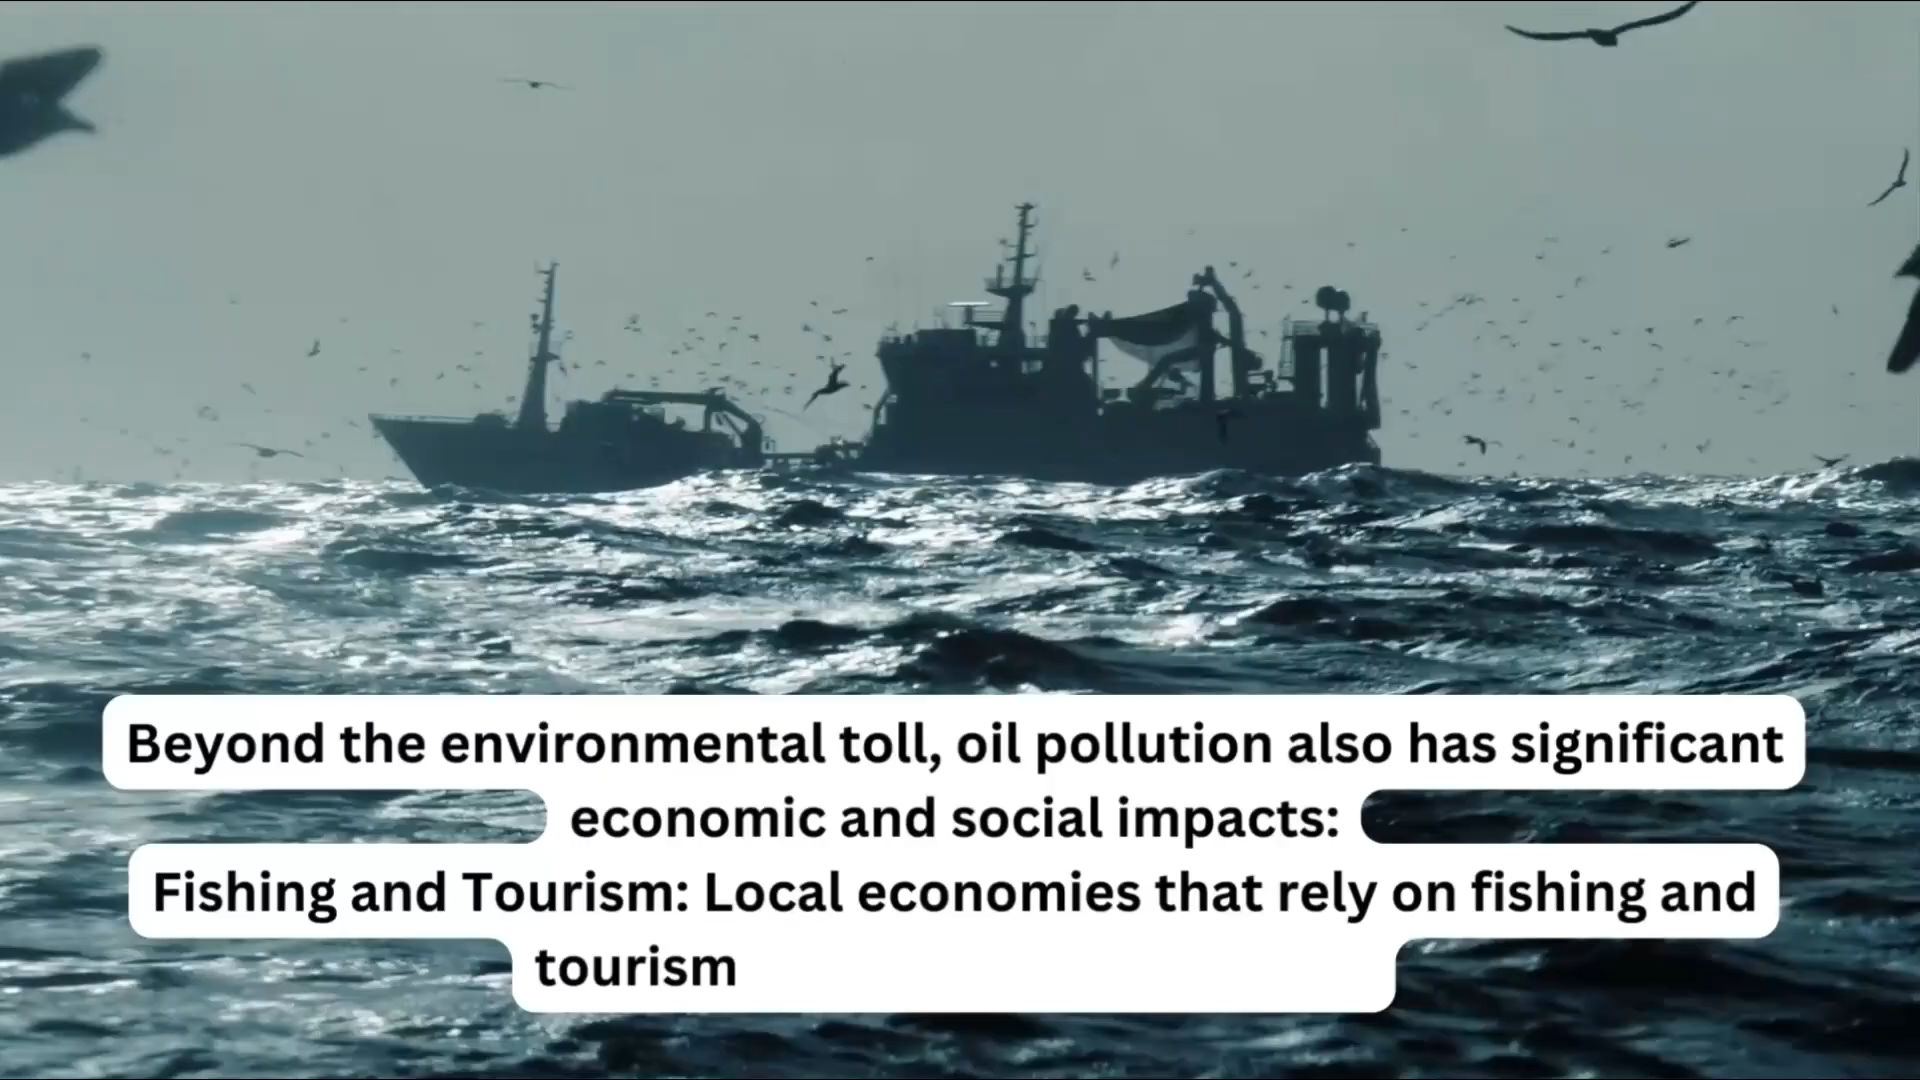 Beyond the environmental toll, oil pollution also has significant
economic and social impacts:
Fishing and Tourism: Local economies that rely on fishing and
tourism